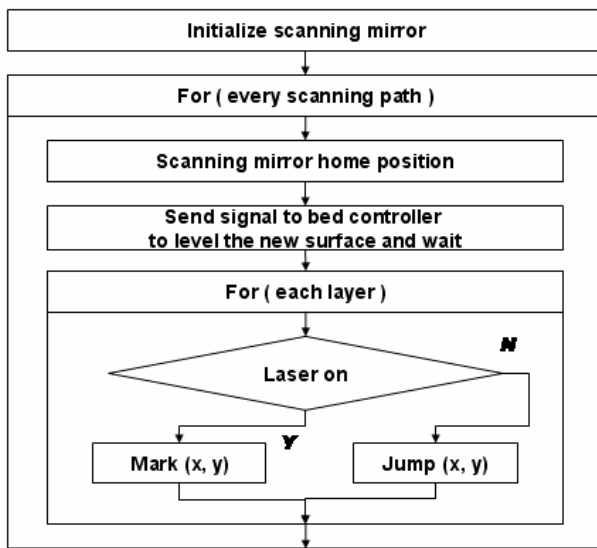 Initialize scanning mirror
For ( every scanning path )
Scanning mirror home position
Send signal to bed controller
to level the new surface and wait
For ( each layer )
N
Laser on
Y
Mark (x, y)
Jump (x, y)